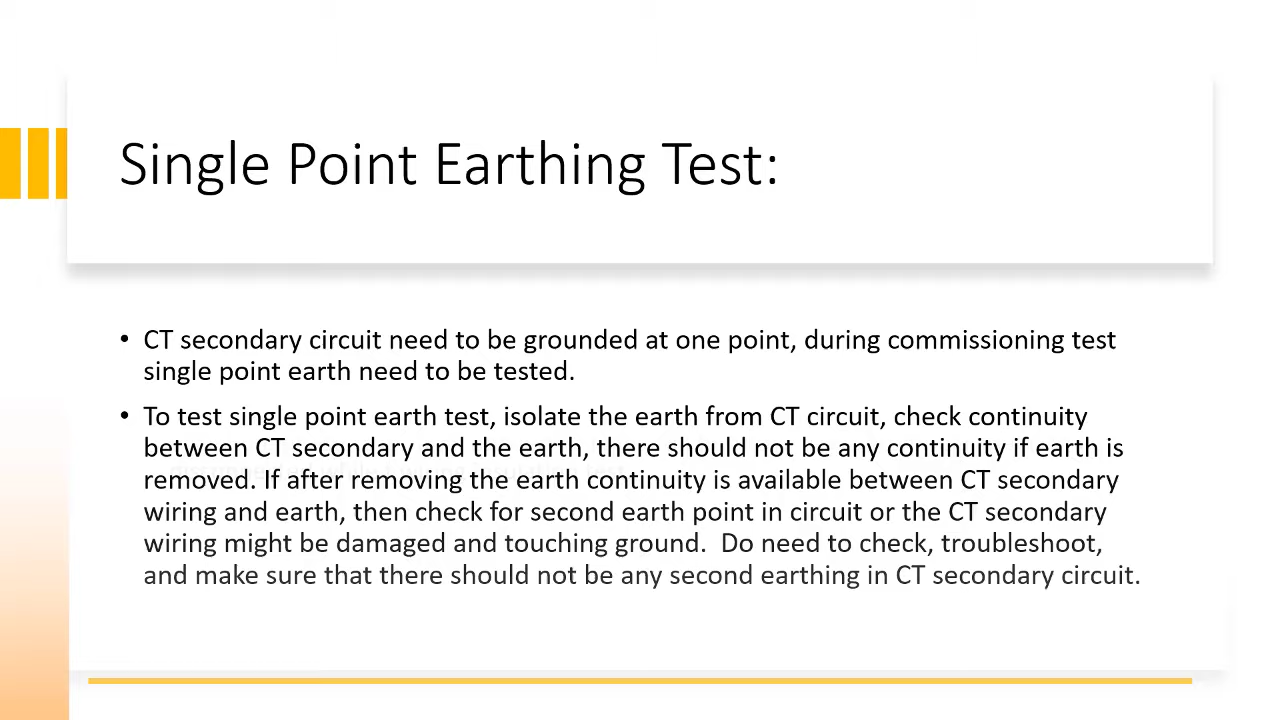 Single Point Earthing Test:
• CT secondary circuit need to be grounded at one point, during commissioning test
single point earth need to be tested.
• To test single point earth test, isolate the earth from CT circuit, check continuity
between CT secondary and the earth, there should not be any continuity if earth is
removed. If after removing the earth continuity is available between CT secondary
wiring and earth, then check for second earth point in circuit or the CT secondary
wiring might be damaged and touching ground.  Do need to check, troubleshoot,
and make sure that there should not be any second earthing in CT secondary circuit.